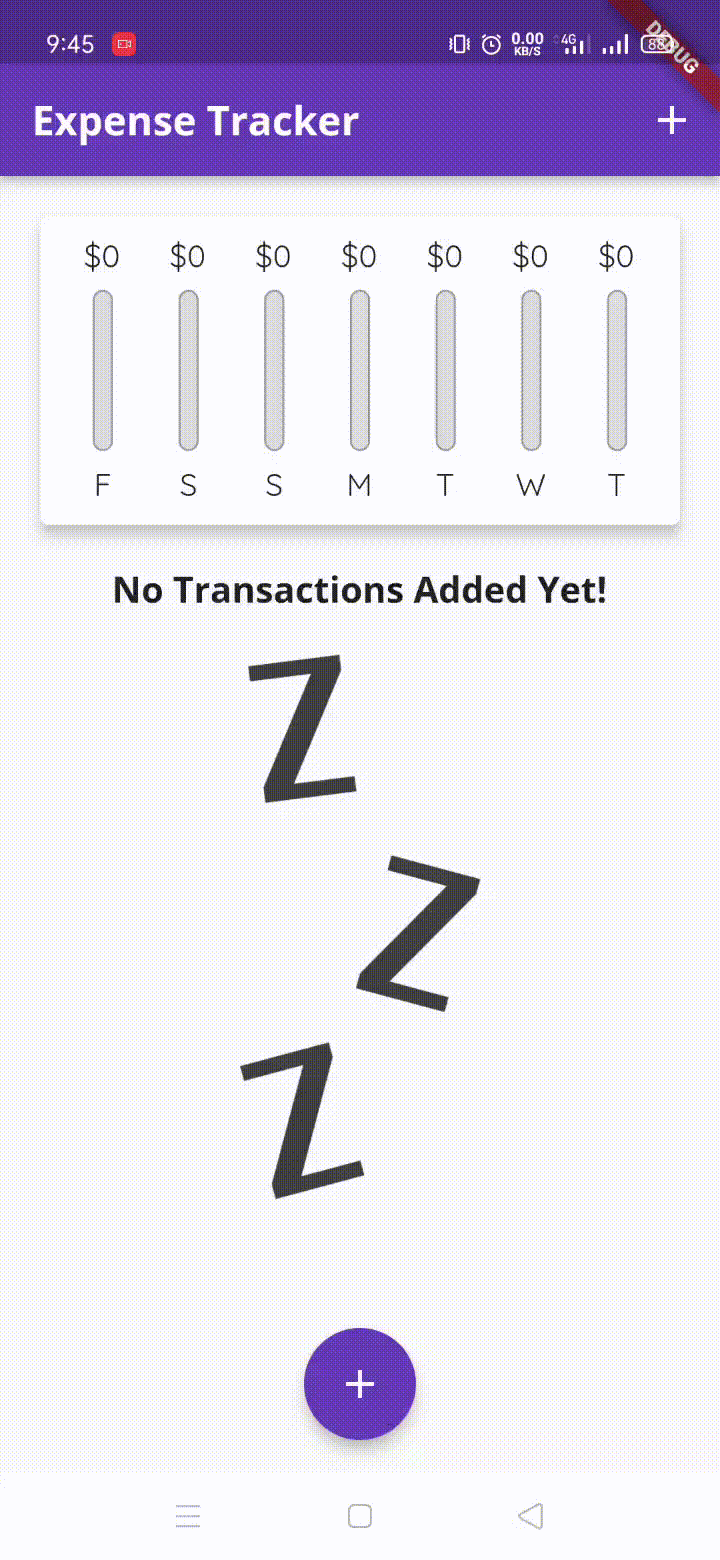 9:45 0.00 KB/S 4G 88
DEBUG
Expense Tracker +
$0 $0 $0 $0 $0 $0 $0
F S S M T W T
No Transactions Added Yet!
Z
Z
Z
+